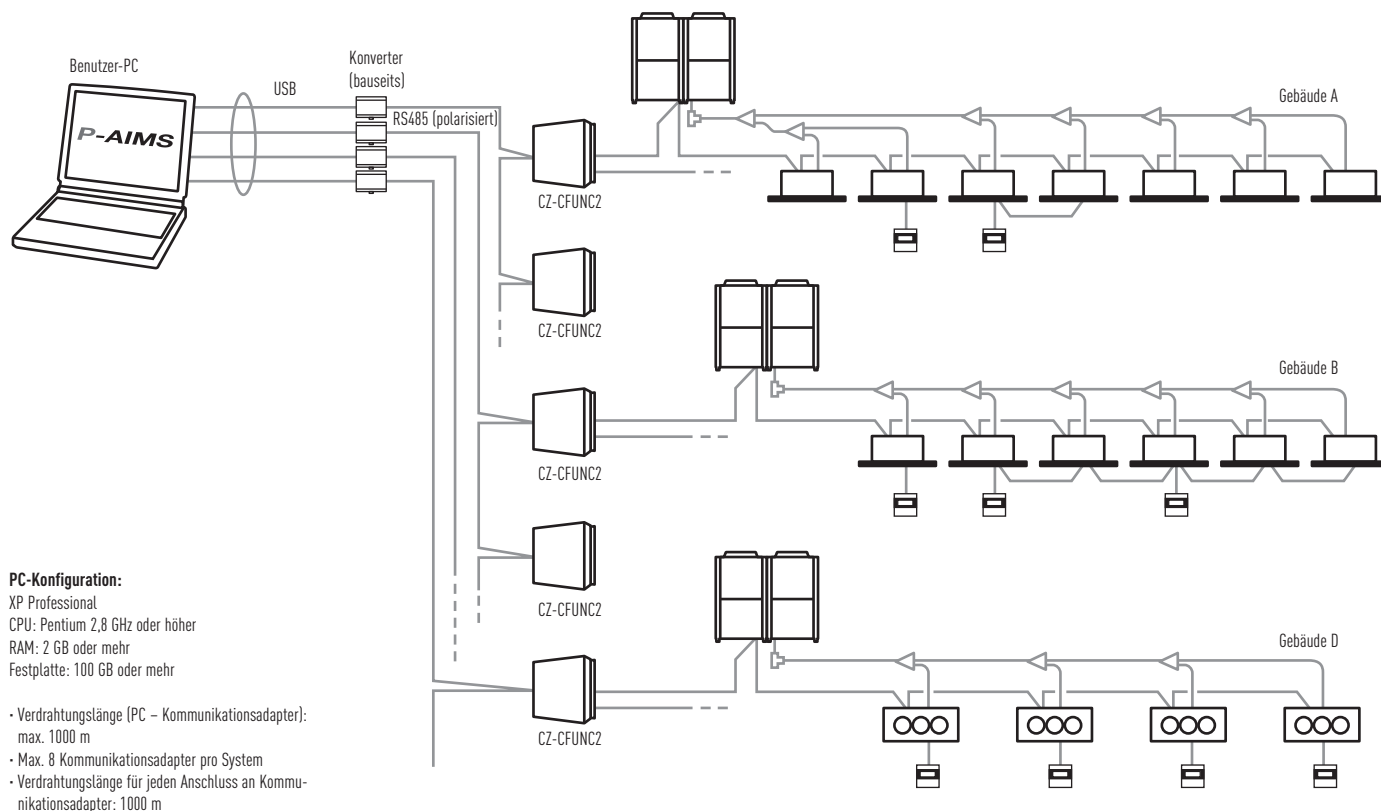 Benutzer-PC
P-AIMS
USB
Konverter
(bauseits)
RS485 (polarisiert)
CZ-CFUNC2
Gebäude A
CZ-CFUNC2
Gebäude B
CZ-CFUNC2
CZ-CFUNC2
Gebäude D
CZ-CFUNC2
PC-Konfiguration:
XP Professional
CPU: Pentium 2,8 GHz oder höher
RAM: 2 GB oder mehr
Festplatte: 100 GB oder mehr
· Verdrahtungslänge (PC – Kommunikationsadapter):
max. 1000 m
· Max. 8 Kommunikationsadapter pro System
· Verdrahtungslänge für jeden Anschluss an Kommu-
nikationsadapter: 1000 m